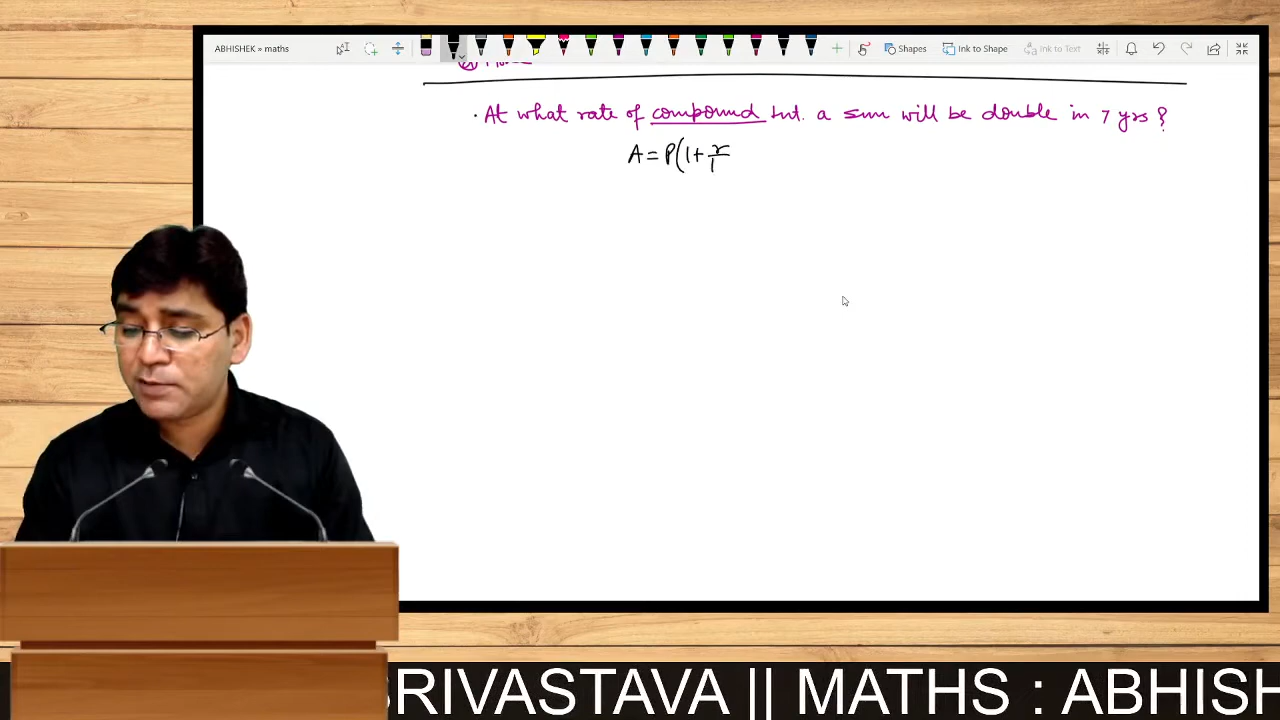 ABHISHEK » maths
Shapes
Ink to Shape
Ink to Text
· At what rate of compound Int. a sum will be double in 7 yrs ?
A = P(1+ r/1
SRIVASTAVA || MATHS : ABHISH